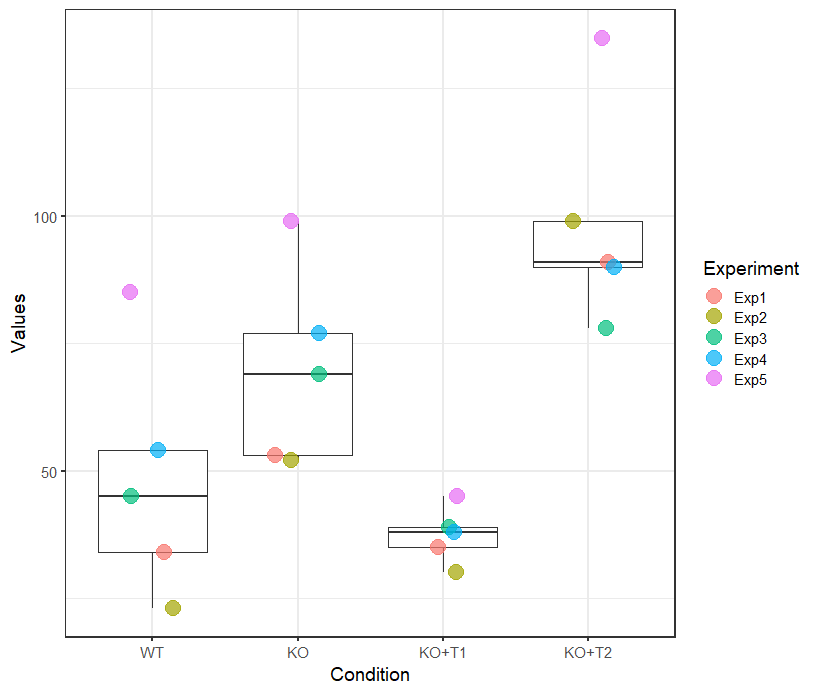 Values
100
50
WT KO KO+T1 KO+T2
Condition
Experiment
Exp1
Exp2
Exp3
Exp4
Exp5